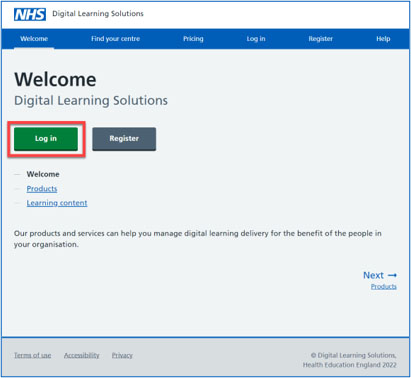 NHS Digital Learning Solutions
Welcome Find your centre Pricing Log in Register Help
Welcome
Digital Learning Solutions
Log in Register
Welcome
Products
Learning content
Our products and services can help you manage digital learning delivery for the benefit of the people in
your organisation.
Next →
Products
Terms of use Accessibility Privacy © Digital Learning Solutions,
Health Education England 2022